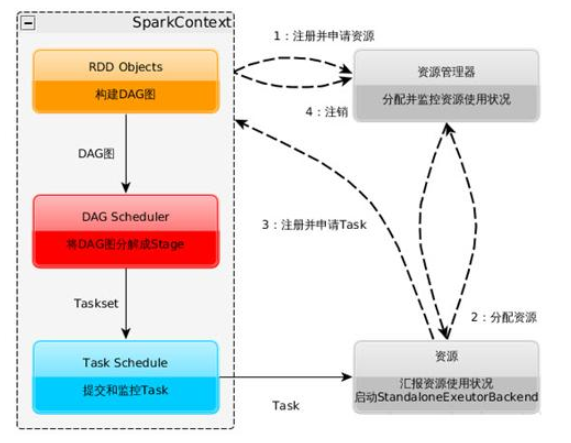 SparkContext
RDD Objects
构建DAG图
DAG图
DAG Scheduler
将DAG图分解成Stage
Taskset
Task Schedule
提交和监控Task
Task
1：注册并申请资源
4：注销
3：注册并申请Task
2：分配资源
资源管理器
分配并监控资源使用状况
资源
汇报资源使用状况
启动StandaloneExeutorBackend